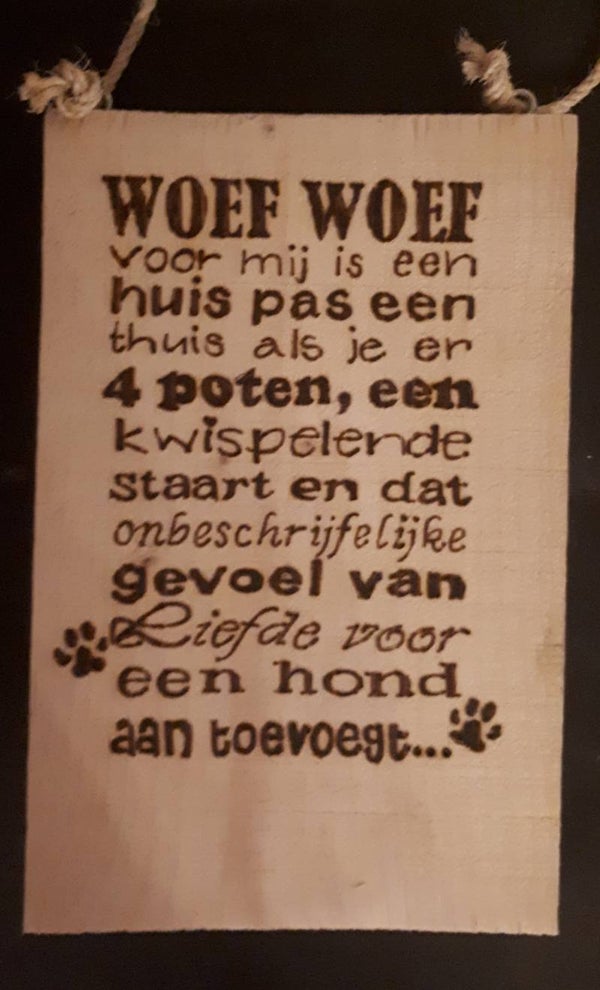 WOEF WOEF
voor mij is een
huis pas een
thuis als je er
4 poten, een
kwispelende
staart en dat
onbeschrijfelijke
gevoel van
Liefde voor
een hond
aan toevoegt...